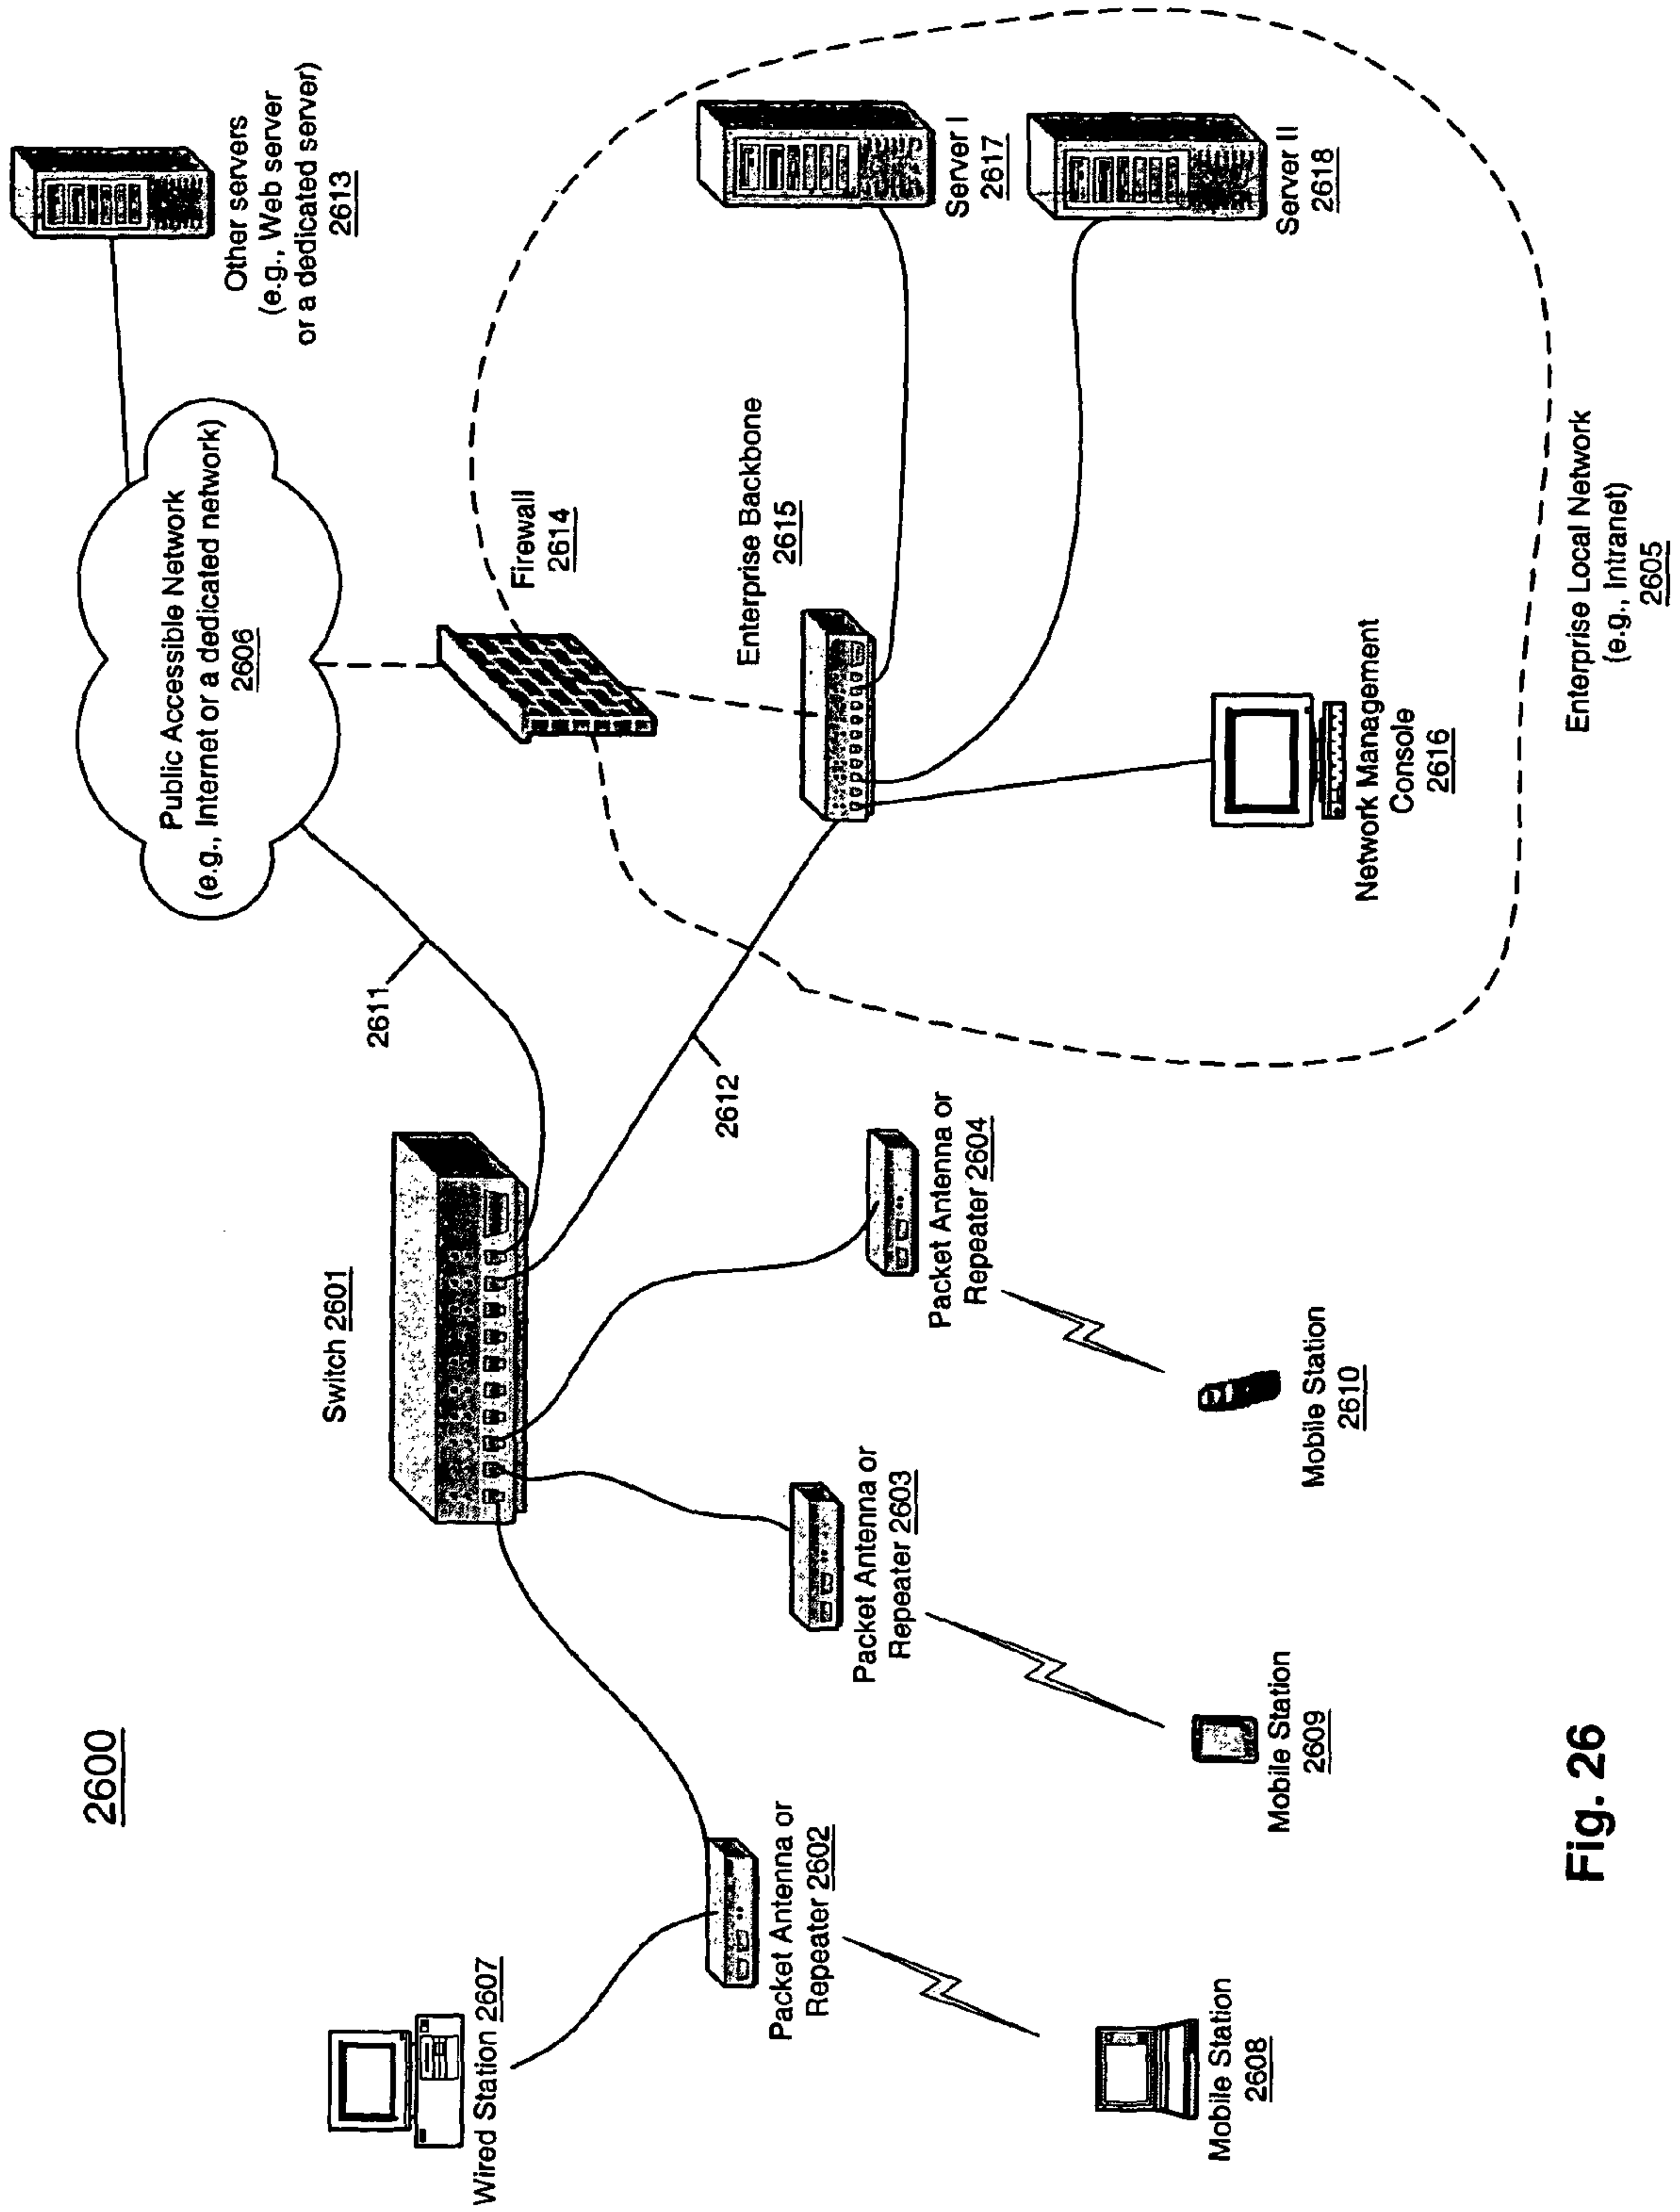 2600
Other servers
(e.g., Web server
or a dedicated server)
2613
Public Accessible Network
(e.g., Internet or a dedicated network)
2606
2611
Switch 2601
Firewall
2614
Wired Station 2607
2612
Enterprise Backbone
2615
Server I
2617
Packet Antenna or
Repeater 2602
Packet Antenna or
Repeater 2603
Packet Antenna or
Repeater 2604
Server II
2618
Mobile Station
2608
Mobile Station
2609
Mobile Station
2610
Network Management
Console
2616
Enterprise Local Network
(e.g., Intranet)
2605
Fig. 26